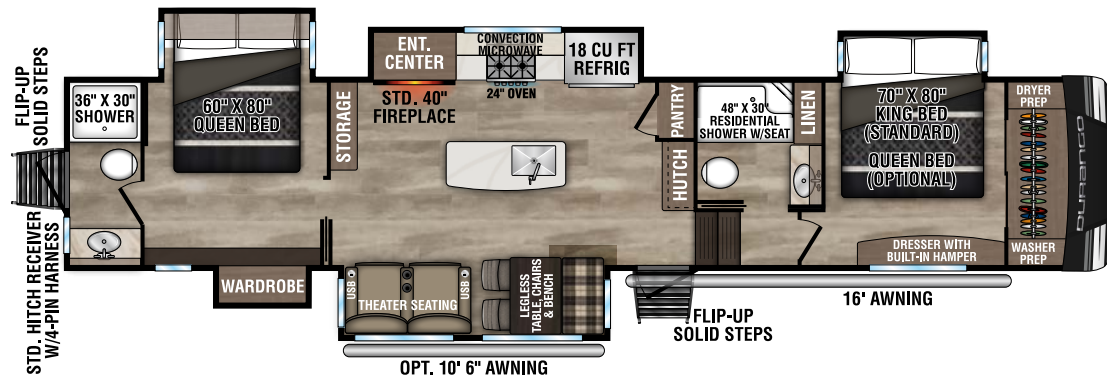 FLIP-UP
SOLID STEPS
STD. HITCH RECEIVER
W/4-PIN HARNESS
36" X 30"
SHOWER
60" X 80"
QUEEN BED
WARDROBE
STORAGE
ENT.
CENTER
STD. 40"
FIREPLACE
CONVECTION
MICROWAVE
24" OVEN
18 CU FT
REFRIG
USB
THEATER SEATING
USB
LEGLESS
TABLE, CHAIRS
& BENCH
OPT. 10' 6" AWNING
PANTRY
HUTCH
48" X 30"
RESIDENTIAL
SHOWER W/SEAT
LINEN
FLIP-UP
SOLID STEPS
16' AWNING
70" X 80"
KING BED
(STANDARD)
QUEEN BED
(OPTIONAL)
DRESSER WITH
BUILT-IN HAMPER
DRYER
PREP
WASHER
PREP
DURANGO